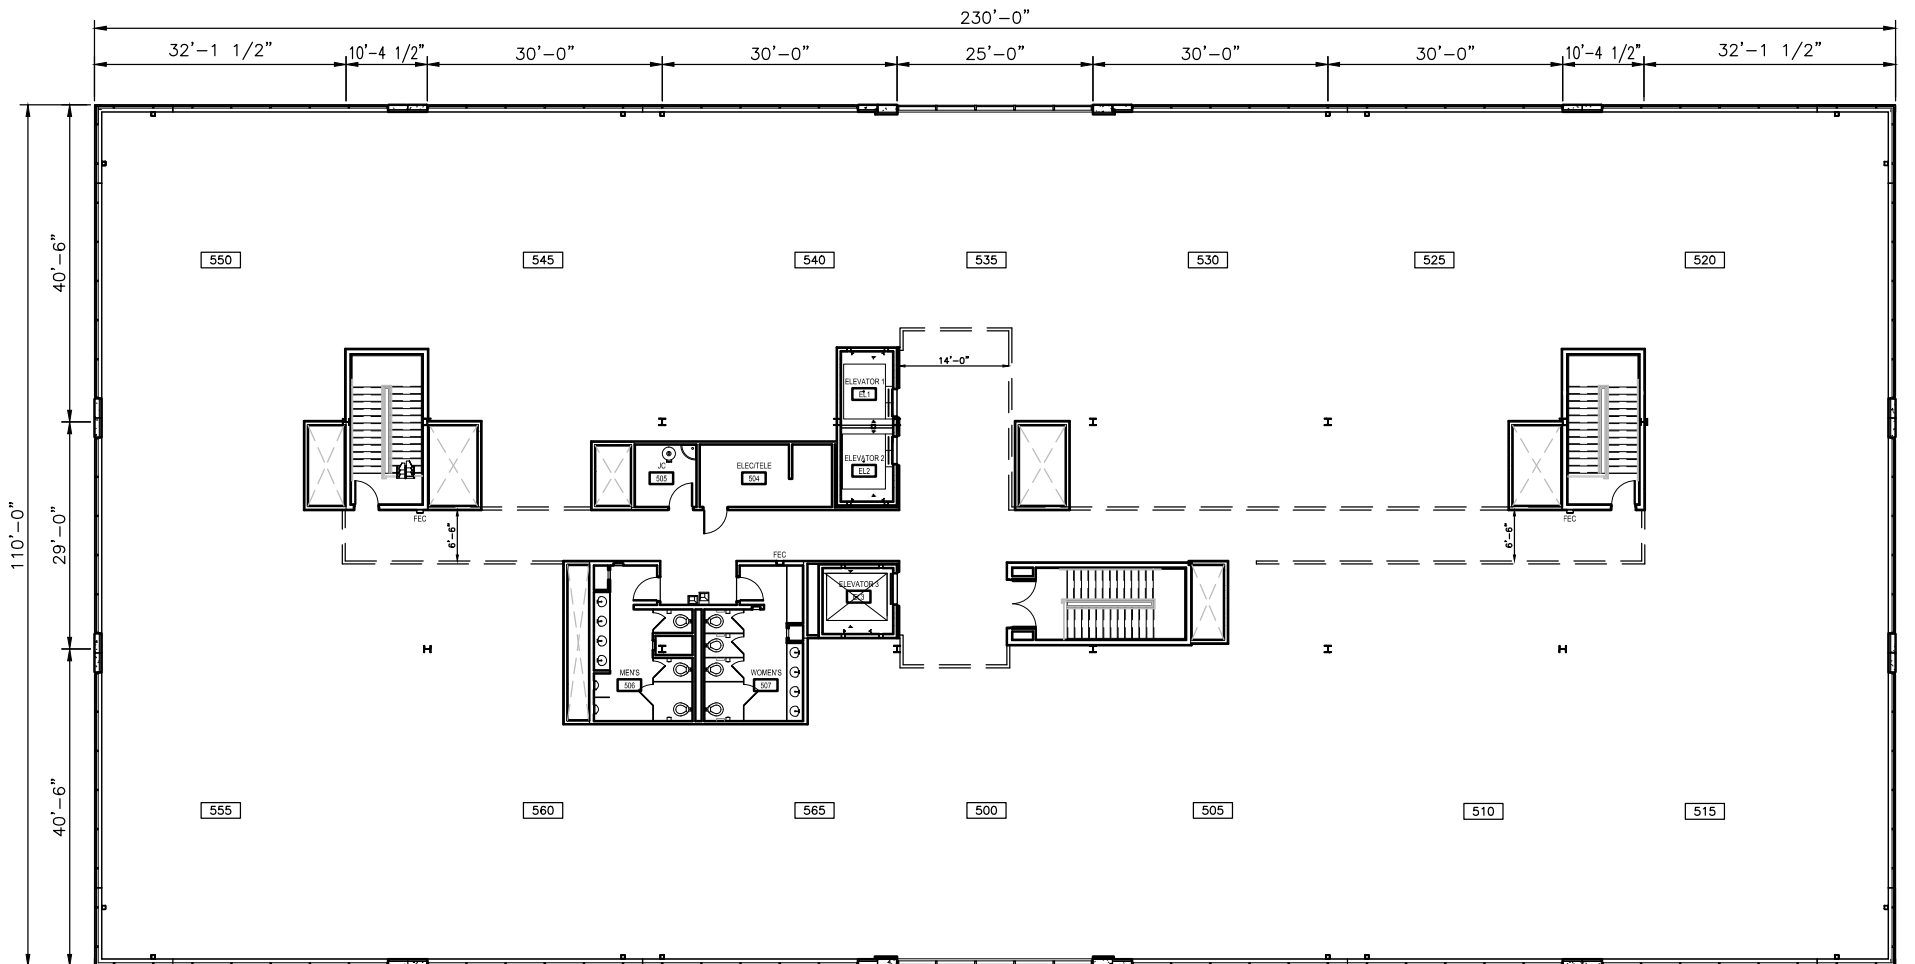 230'-0"
32'-1 1/2"
10'-4 1/2"
30'-0"
30'-0"
25'-0"
30'-0"
30'-0"
10'-4 1/2"
32'-1 1/2"
110'-0"
40'-6"
29'-0"
40'-6"
550
545
540
535
530
525
520
14'-0"
ELEVATOR 1
EL1
ELEVATOR 2
EL2
JC
505
ELEC/TELE
504
FEC
6'-6"
FEC
6'-6"
FEC
ELEVATOR 3
EL3
MEN'S
506
WOMEN'S
507
555
560
565
500
505
510
515